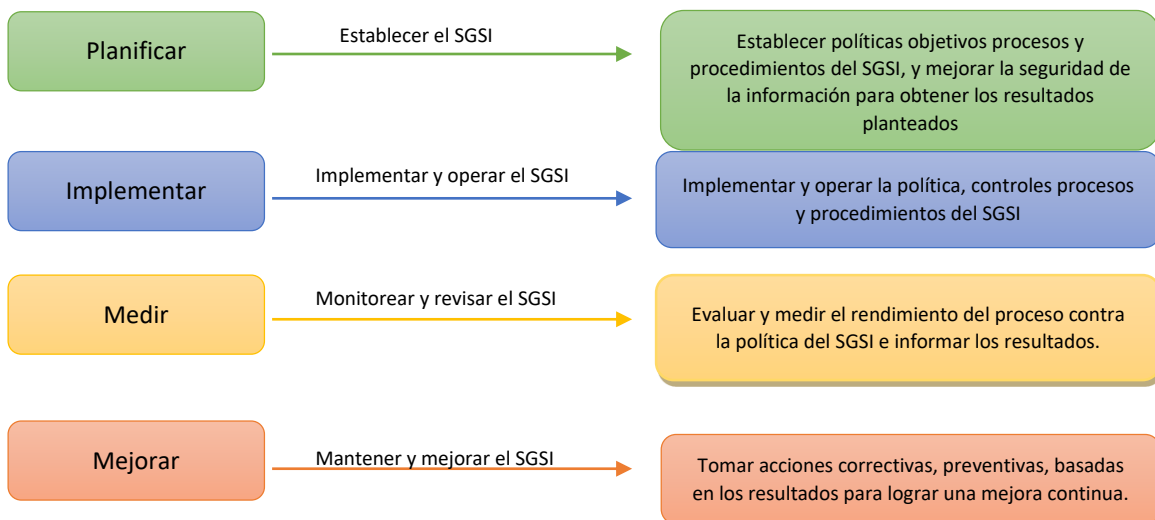 Planificar
Establecer el SGSI
Establecer políticas objetivos procesos y
procedimientos del SGSI, y mejorar la seguridad de
la información para obtener los resultados
planteados
Implementar
Implementar y operar el SGSI
Implementar y operar la política, controles procesos
y procedimientos del SGSI
Medir
Monitorear y revisar el SGSI
Evaluar y medir el rendimiento del proceso contra
la política del SGSI e informar los resultados.
Mejorar
Mantener y mejorar el SGSI
Tomar acciones correctivas, preventivas, basadas
en los resultados para lograr una mejora continua.